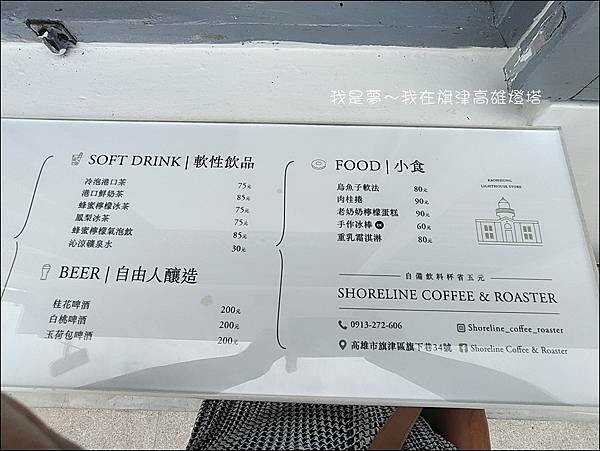 我是夢～我在旗津高雄燈塔
SOFT DRINK | 軟性飲品
冷泡港口茶 75元
港口鮮奶茶 85元
蜂蜜檸檬冰茶 75元
鳳梨冰茶 75元
蜂蜜檸檬氣泡飲 85元
沁涼礦泉水 30元
BEER | 自由人釀造
桂花啤酒 200元
白桃啤酒 200元
玉荷包啤酒 200元
FOOD | 小食
烏魚子軟法 80元
肉桂捲 90元
老奶奶檸檬蛋糕 90元
手作冰棒 60元
重乳霜淇淋 80元
KAOHSIUNG
LIGHTHOUSE STORE
自備飲料杯省五元
SHORELINE COFFEE & ROASTER
0913-272-606
Shoreline_coffee_roaster
高雄市旗津區旗下巷34號
Shoreline Coffee & Roaster